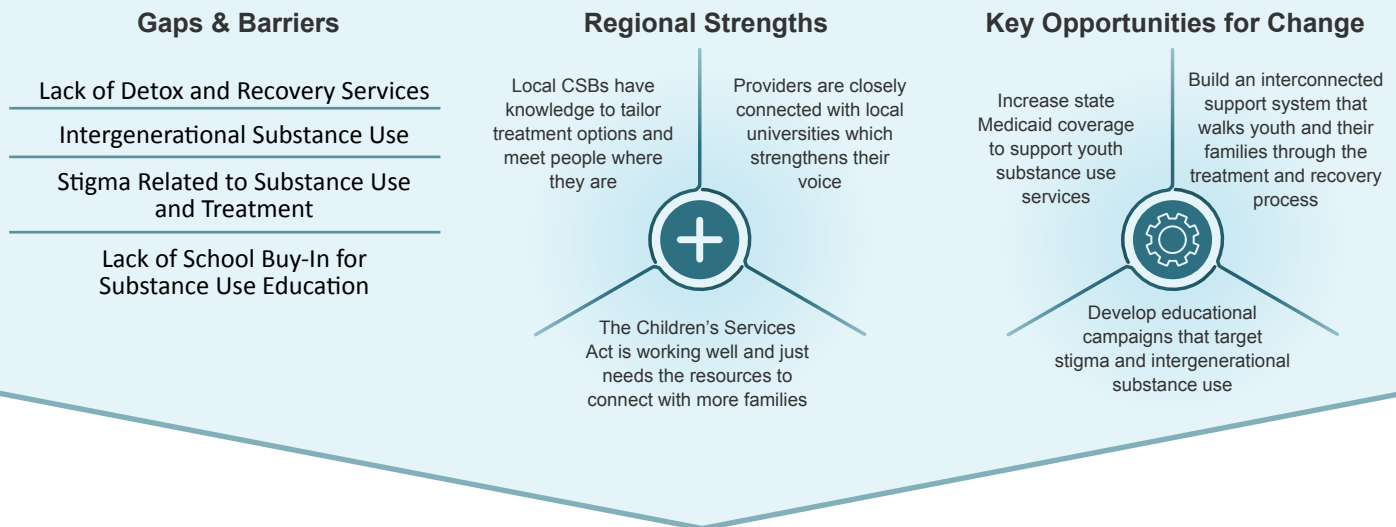 Gaps & Barriers
Lack of Detox and Recovery Services
Intergenerational Substance Use
Stigma Related to Substance Use
and Treatment
Lack of School Buy-In for
Substance Use Education
Regional Strengths
Local CSBs have
knowledge to tailor
treatment options and
meet people where
they are
Providers are closely
connected with local
universities which
strengthens their
voice
The Children’s Services
Act is working well and just
needs the resources to
connect with more families
Key Opportunities for Change
Increase state
Medicaid coverage
to support youth
substance use
services
Build an interconnected
support system that
walks youth and their
families through the
treatment and recovery
process
Develop educational
campaigns that target
stigma and intergenerational
substance use